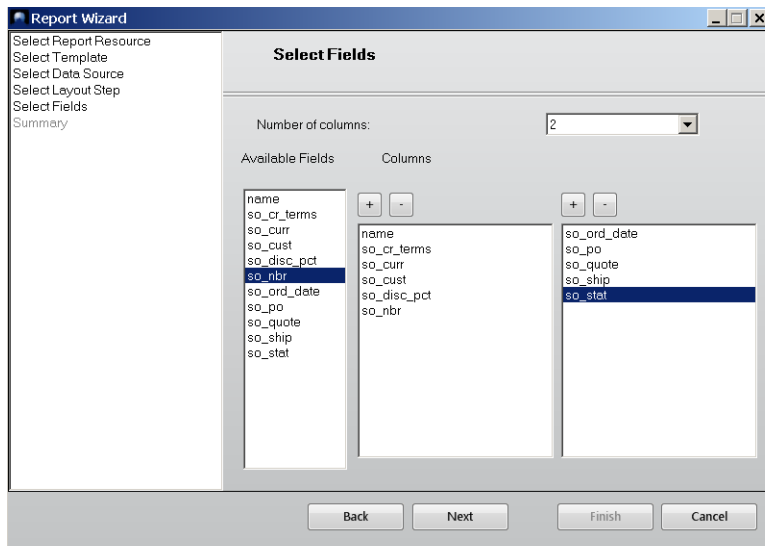 Report Wizard
Select Report Resource
Select Template
Select Data Source
Select Layout Step
Select Fields
Summary
Select Fields
Number of columns:
2
Available Fields
Columns
name
so_cr_terms
so_curr
so_cust
so_disc_pct
so_nbr
so_ord_date
so_po
so_quote
so_ship
so_stat
+ -
name
so_cr_terms
so_curr
so_cust
so_disc_pct
so_nbr
+ -
so_ord_date
so_po
so_quote
so_ship
so_stat
Back
Next
Finish
Cancel